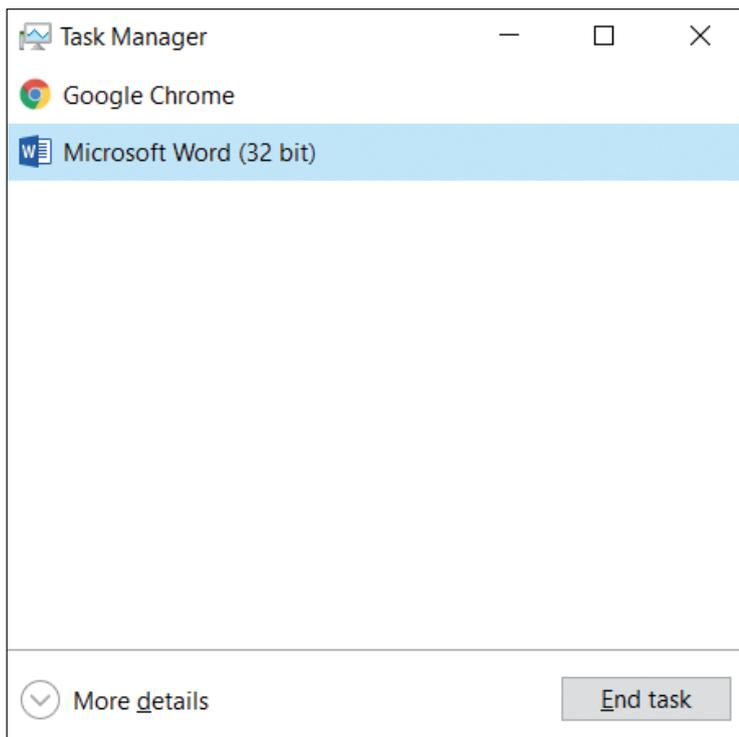 Task Manager
Google Chrome
Microsoft Word (32 bit)
More details
End task